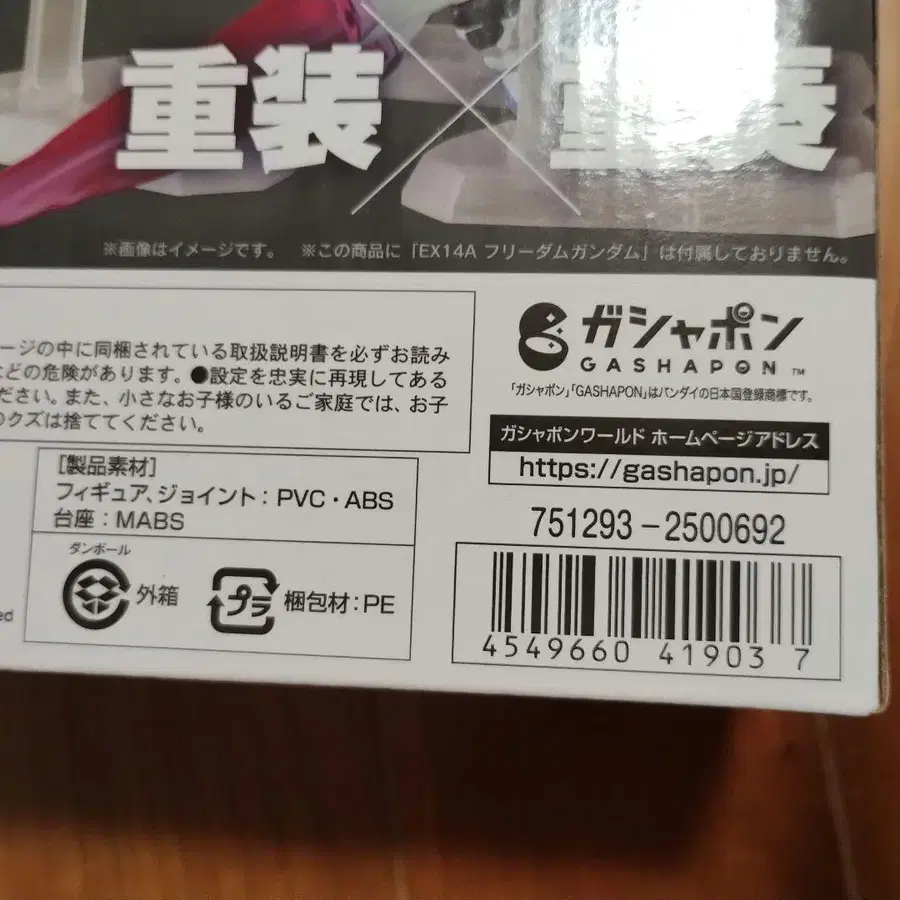 重装
※画像はイメージです。 ※この商品に「EX14A フリーダムガンダム」は付属しておりません。
ージの中に同梱されている取扱説明書を必ずお読み
などの危険があります。●設定を忠実に再現してある
ださい。また、小さなお子様のいるご家庭では、お子
のクズは捨ててください。
ガシャポン
GASHAPON TM
「ガシャポン」「GASHAPON」はバンダイの日本国登録商標です。
ガシャポンワールド ホームページアドレス
https://gashapon.jp/
[製品素材]
フィギュア、ジョイント：PVC・ABS
台座：MABS
ダンボール
外箱
プラ
梱包材：PE
ed
751293-2500692
4549660 41903 7